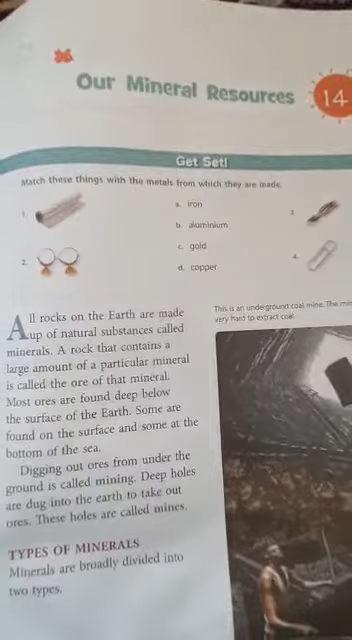 Our Mineral Resources
14
Get Set!
Match these things with the metals from which they are made.
1.
a. iron
3.
b. aluminium
2.
c. gold
4.
d. copper
All rocks on the Earth are made
up of natural substances called
minerals. A rock that contains a
large amount of a particular mineral
is called the ore of that mineral.
Most ores are found deep below
the surface of the Earth. Some are
found on the surface and some at the
bottom of the sea.
Digging out ores from under the
ground is called mining. Deep holes
are dug into the earth to take out
ores. These holes are called mines.
TYPES OF MINERALS
Minerals are broadly divided into
two types.
This is an underground coal mine. The
very hard to extract coal.